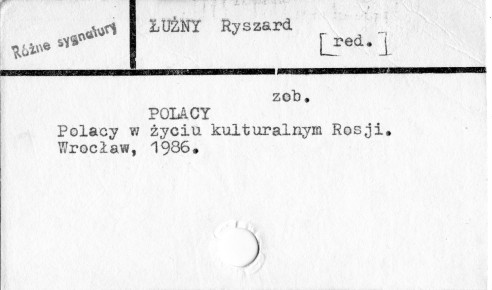 Różne sygnatury
ŁUŻNY Ryszard
[red.]
zob.
POLACY
Polacy w życiu kulturalnym Rosji.
Wrocław, 1986.